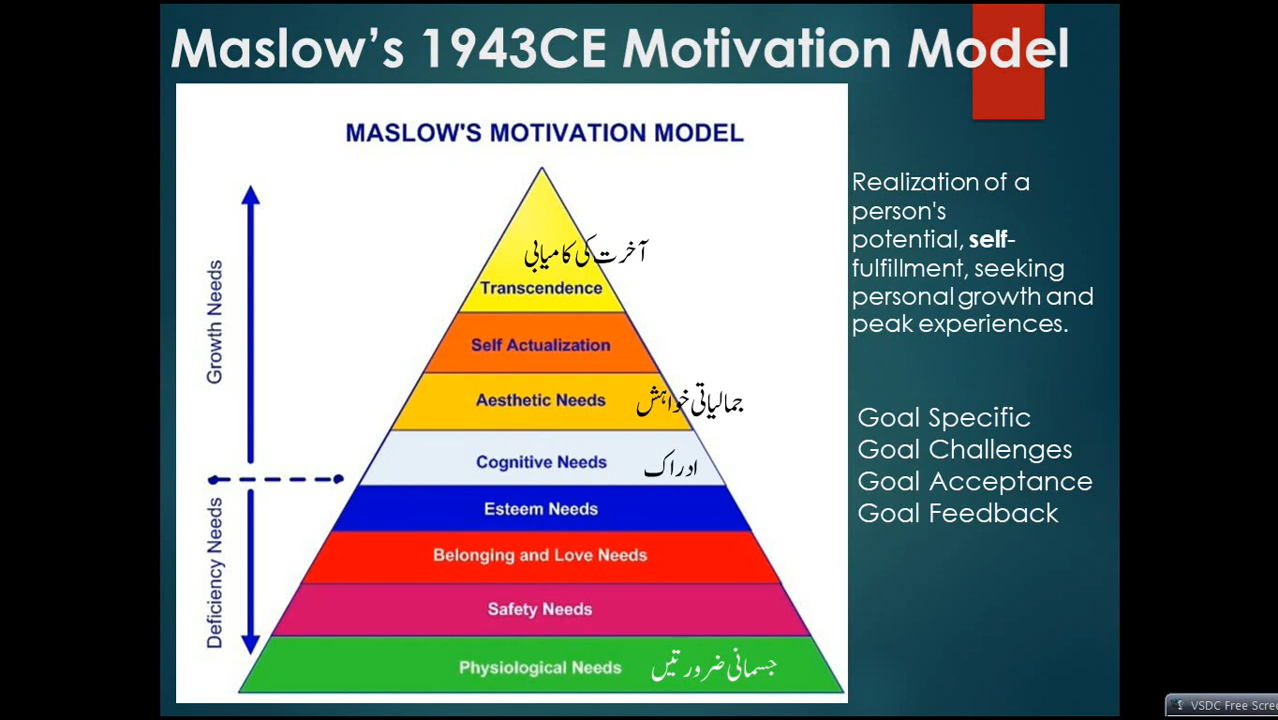 Maslow’s 1943CE Motivation Model
MASLOW'S MOTIVATION MODEL
Growth Needs
Deficiency Needs
آخرت کی کامیابی
Transcendence
Self Actualization
Aesthetic Needs جمالیاتی خواہش
Cognitive Needs ادراک
Esteem Needs
Belonging and Love Needs
Safety Needs
Physiological Needs جسمانی ضرورتیں
Realization of a
person's
potential, self-
fulfillment, seeking
personal growth and
peak experiences.
Goal Specific
Goal Challenges
Goal Acceptance
Goal Feedback
VSDC Free Scree